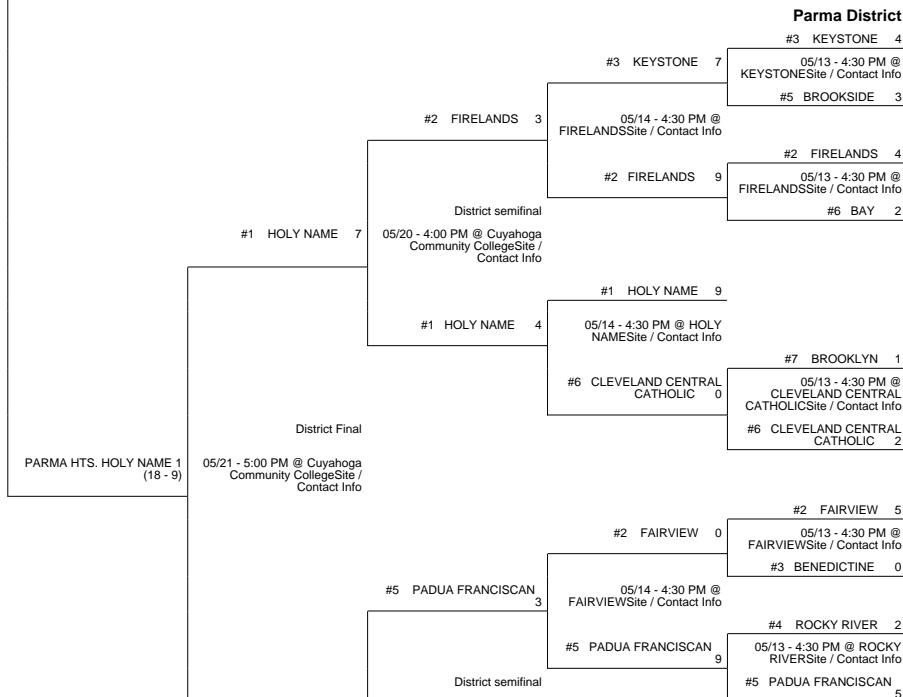 Parma District
#3 KEYSTONE 4
05/13 - 4:30 PM @
KEYSTONESite / Contact Info
#5 BROOKSIDE 3
#3 KEYSTONE 7
05/14 - 4:30 PM @
FIRELANDSSite / Contact Info
#2 FIRELANDS 4
05/13 - 4:30 PM @
FIRELANDSSite / Contact Info
#6 BAY 2
#2 FIRELANDS 9
#2 FIRELANDS 3
District semifinal
05/20 - 4:00 PM @ Cuyahoga
Community CollegeSite /
Contact Info
#1 HOLY NAME 7
#1 HOLY NAME 9
05/14 - 4:30 PM @ HOLY
NAMESite / Contact Info
#1 HOLY NAME 4
#7 BROOKLYN 1
05/13 - 4:30 PM @
CLEVELAND CENTRAL
CATHOLICSite / Contact Info
#6 CLEVELAND CENTRAL
CATHOLIC 2
#6 CLEVELAND CENTRAL
CATHOLIC 0
District Final
05/21 - 5:00 PM @ Cuyahoga
Community CollegeSite /
Contact Info
PARMA HTS. HOLY NAME 1
(18 - 9)
#2 FAIRVIEW 5
05/13 - 4:30 PM @
FAIRVIEWSite / Contact Info
#3 BENEDICTINE 0
#2 FAIRVIEW 0
05/14 - 4:30 PM @
FAIRVIEWSite / Contact Info
#5 PADUA FRANCISCAN
3
#4 ROCKY RIVER 2
05/13 - 4:30 PM @ ROCKY
RIVERSite / Contact Info
#5 PADUA FRANCISCAN
5
#5 PADUA FRANCISCAN
9
District semifinal